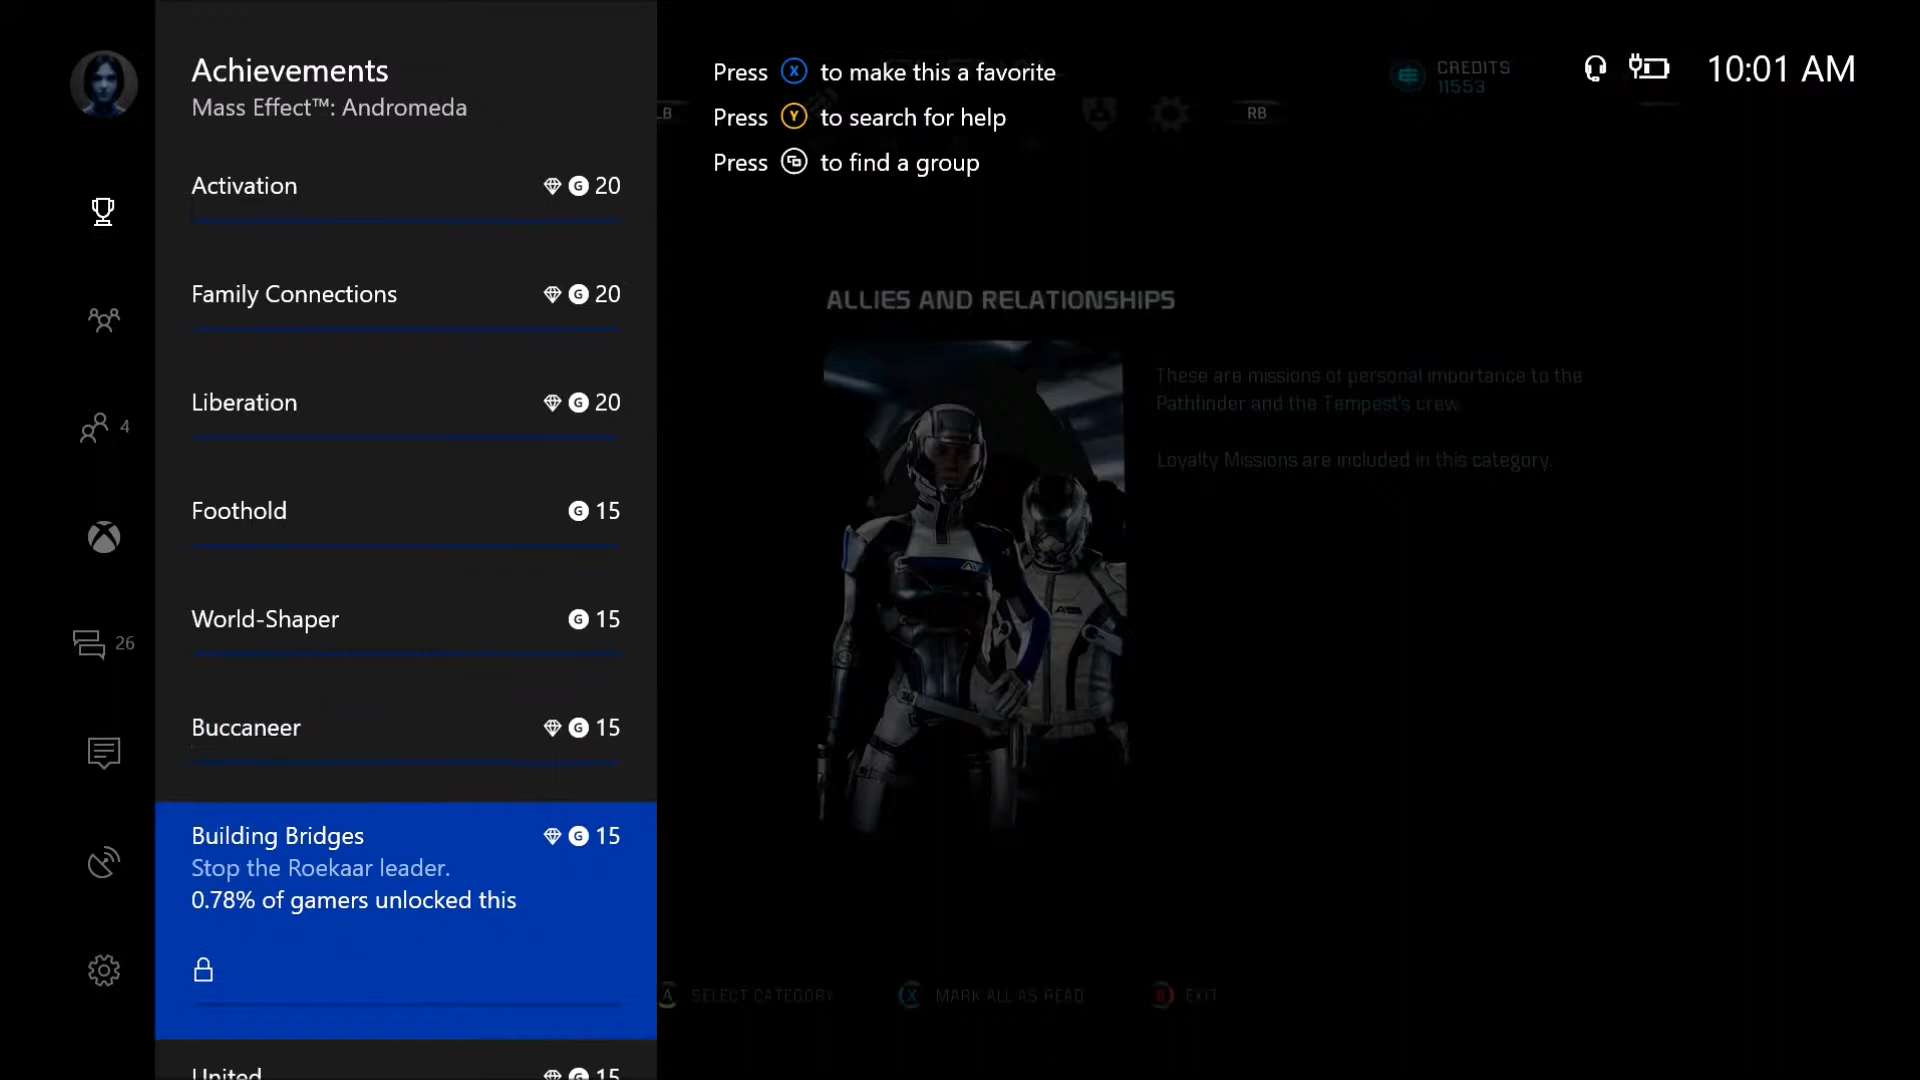 Achievements
Mass Effect™: Andromeda
Activation G 20
Family Connections G 20
Liberation G 20
Foothold G 15
World-Shaper G 15
Buccaneer G 15
Building Bridges G 15
Stop the Roekaar leader.
0.78% of gamers unlocked this
United G 15
4
26
Press X to make this a favorite
Press Y to search for help
Press to find a group
LB
RB
CREDITS
11553
10:01 AM
ALLIES AND RELATIONSHIPS
These are missions of personal importance to the
Pathfinder and the Tempest's crew
Loyalty Missions are included in this category.
A SELECT CATEGORY
X MARK ALL AS READ
B EXIT